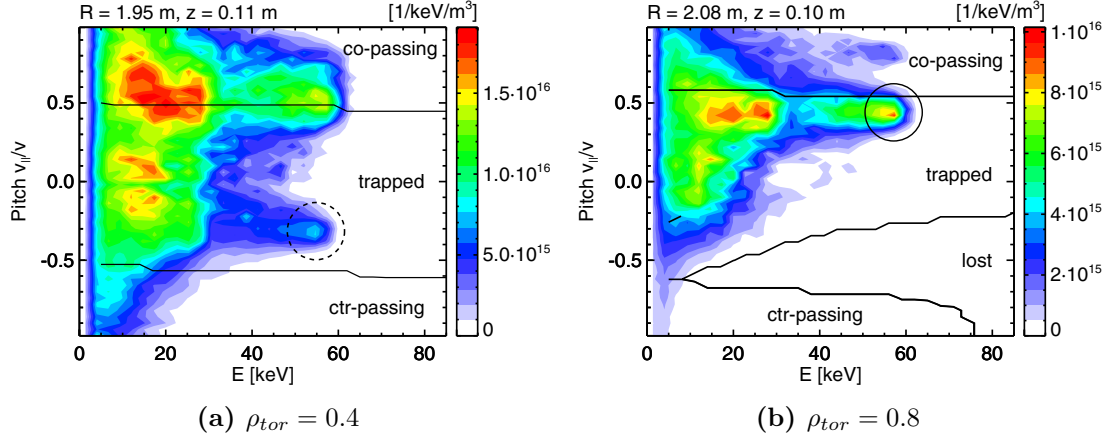 R = 1.95 m, z = 0.11 m [1/keV/m³]
co-passing
trapped
ctr-passing
0.5
0.0
-0.5
Pitch v||/v
0 20 40 60 80
E [keV]
1.5·10¹⁶
1.0·10¹⁶
5.0·10¹⁵
0
(a) ρtor = 0.4
R = 2.08 m, z = 0.10 m [1/keV/m³]
co-passing
trapped
lost
ctr-passing
0.5
0.0
-0.5
Pitch v||/v
0 20 40 60 80
E [keV]
1·10¹⁶
8·10¹⁵
6·10¹⁵
4·10¹⁵
2·10¹⁵
0
(b) ρtor = 0.8